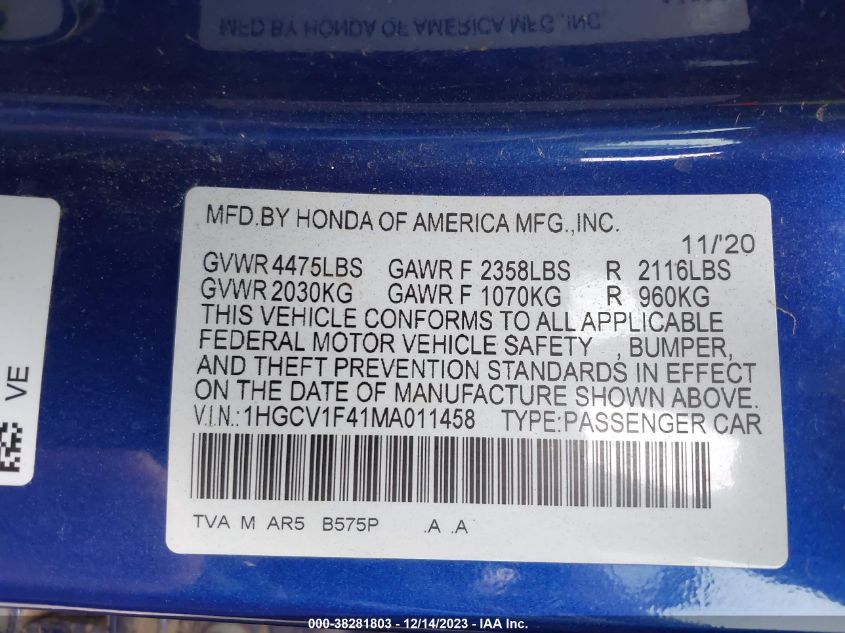 MFD BY HONDA OF AMERICA MFG., INC.
MFD.BY HONDA OF AMERICA MFG.,INC.
11/'20
GVWR 4475LBS GAWR F 2358LBS R 2116LBS
GVWR 2030KG GAWR F 1070KG R 960KG
THIS VEHICLE CONFORMS TO ALL APPLICABLE
FEDERAL MOTOR VEHICLE SAFETY , BUMPER,
AND THEFT PREVENTION STANDARDS IN EFFECT
ON THE DATE OF MANUFACTURE SHOWN ABOVE.
V.I.N.:1HGCV1F41MA011458 TYPE:PASSENGER CAR
TVA M AR5 B575P .A .A
VE
000-38281803 - 12/14/2023 - IAA Inc.